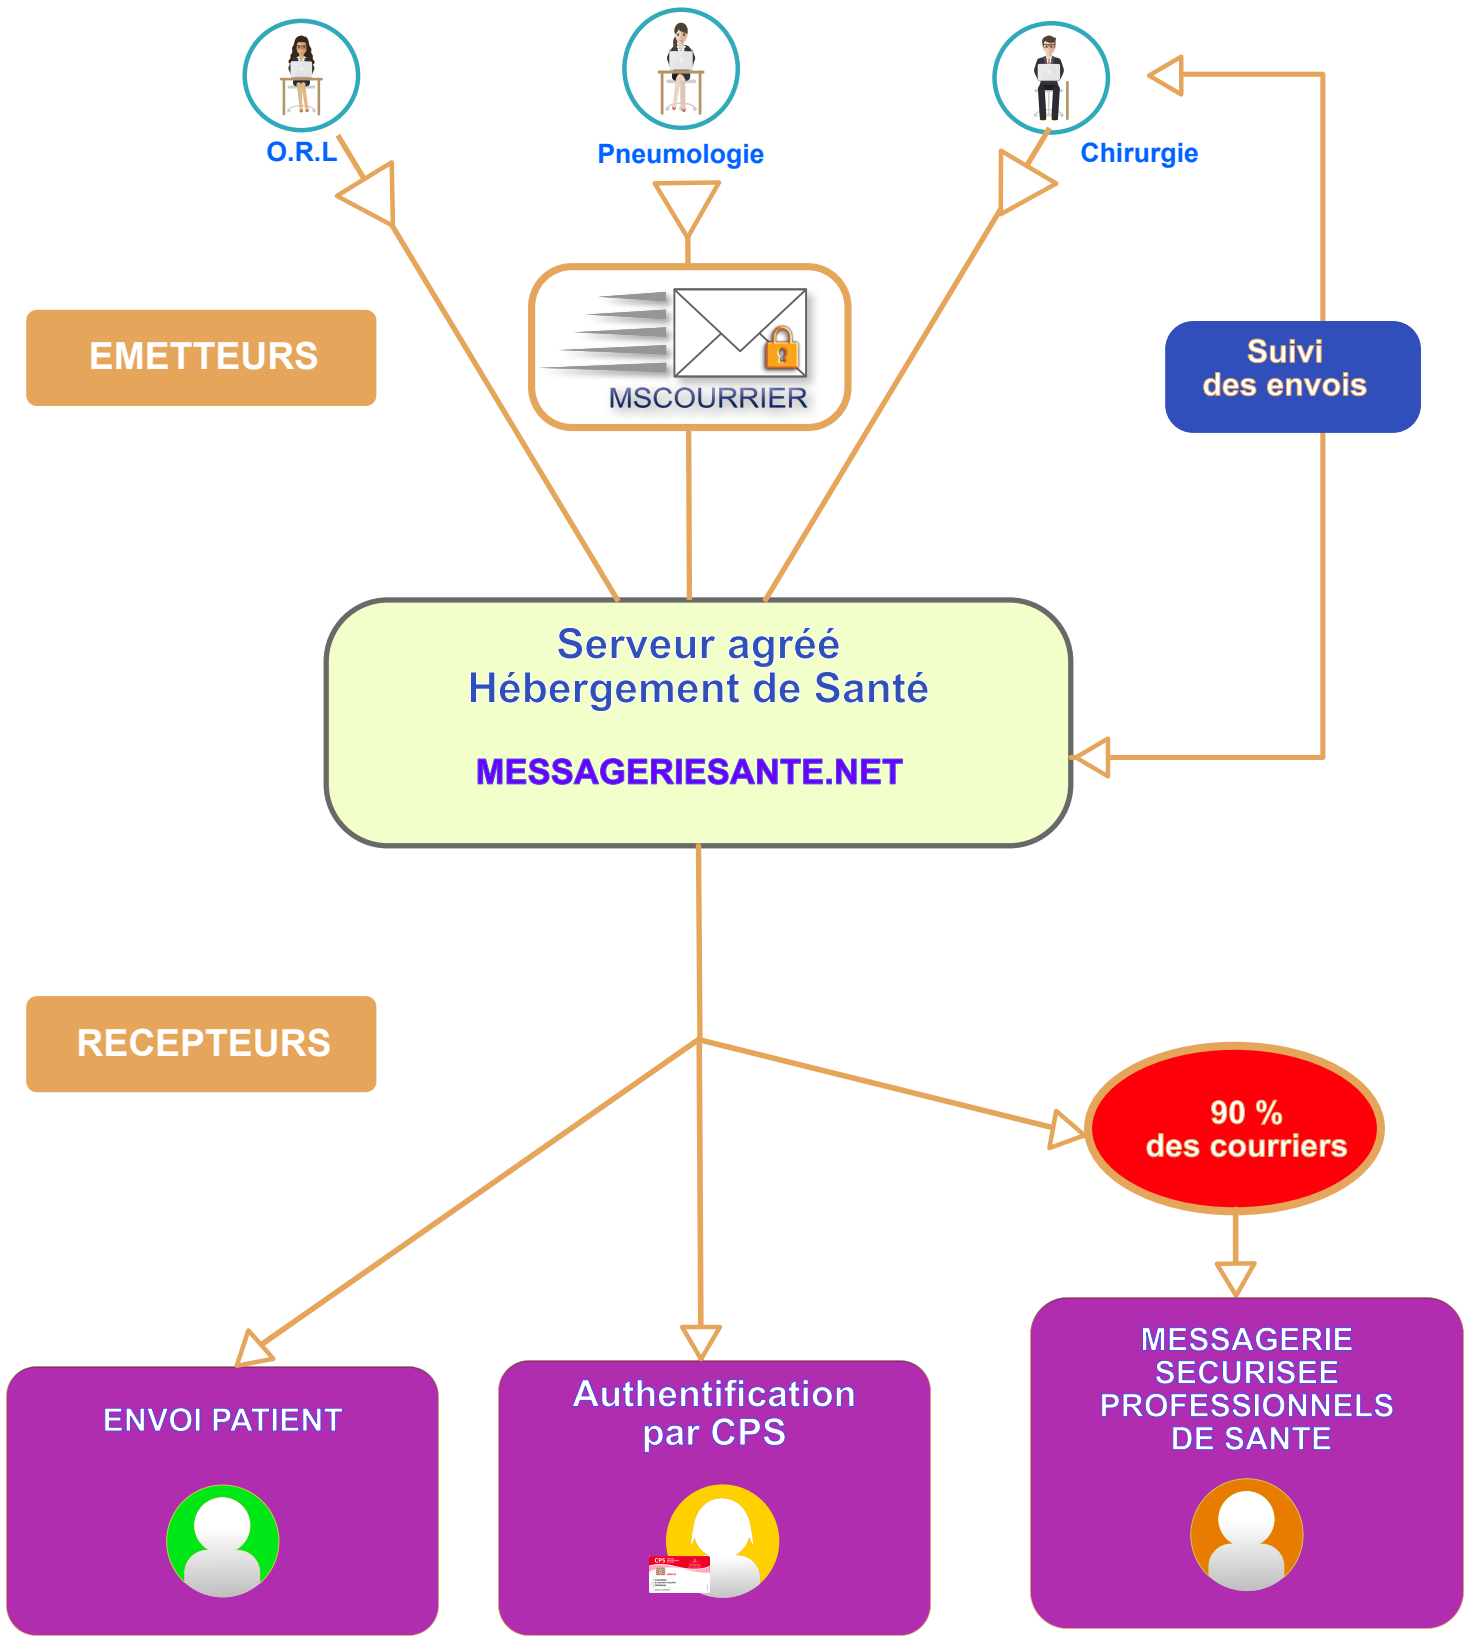 O.R.L
Pneumologie
Chirurgie
EMETTEURS
MSCOURRIER
Suivi
des envois
Serveur agréé
Hébergement de Santé
MESSAGERIESANTE.NET
RECEPTEURS
90 %
des courriers
ENVOI PATIENT
Authentification
par CPS
CPS
MESSAGERIE
SECURISEE
PROFESSIONNELS
DE SANTE